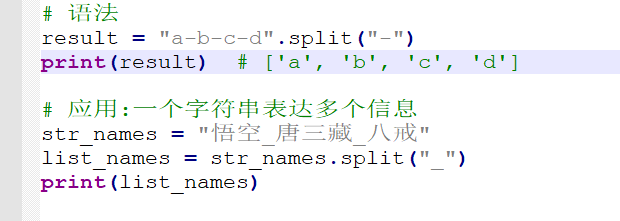 # 语法
result = "a-b-c-d".split("-")
print(result)  # ['a', 'b', 'c', 'd']
# 应用:一个字符串表达多个信息
str_names = "悟空_唐三藏_八戒"
list_names = str_names.split("_")
print(list_names)